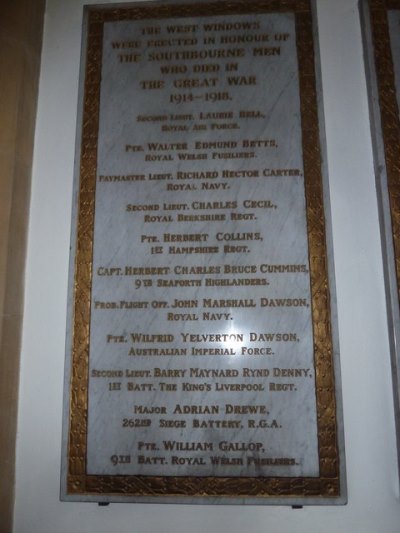 THE WEST WINDOWS
WERE ERECTED IN HONOUR OF
THE SOUTHBOURNE MEN
WHO DIED IN
THE GREAT WAR
1914-1918.
SECOND LIEUT. LAURIE BELL,
ROYAL AIR FORCE.
PTE. WALTER EDMUND BETTS,
ROYAL WELSH FUSILIERS.
PAYMASTER LIEUT. RICHARD HECTOR CARTER,
ROYAL NAVY.
SECOND LIEUT. CHARLES CECIL,
ROYAL BERKSHIRE REGT.
PTE. HERBERT COLLINS,
1ST HAMPSHIRE REGT.
CAPT. HERBERT CHARLES BRUCE CUMMINS,
9TH SEAFORTH HIGHLANDERS.
PROB. FLIGHT OFF. JOHN MARSHALL DAWSON,
ROYAL NAVY.
PTE. WILFRID YELVERTON DAWSON,
AUSTRALIAN IMPERIAL FORCE.
SECOND LIEUT. BARRY MAYNARD RYND DENNY,
1ST BATT. THE KING'S LIVERPOOL REGT.
MAJOR ADRIAN DREWE,
262ND SIEGE BATTERY, R.G.A.
PTE. WILLIAM GALLOP,
9TH BATT. ROYAL WELSH FUSILIERS.